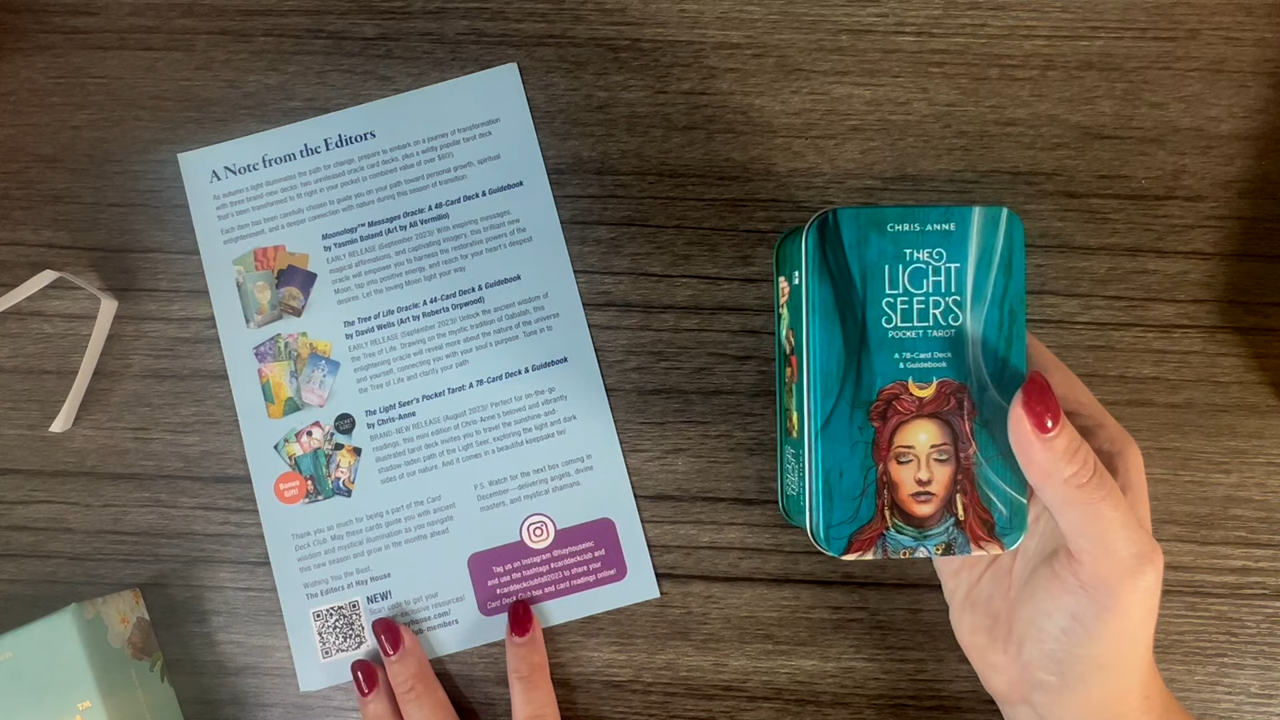 A Note from the Editors
As autumn's light illuminates the path for change, prepare to embark on a journey of transformation
with three brand-new decks: two unreleased oracle card decks, plus a wildly popular tarot deck
that's been transformed to fit right in your pocket (a combined value of over $60!).
Each item has been carefully chosen to guide you on your path toward personal growth, spiritual
enlightenment, and a deeper connection with nature during this season of transition.
Moonology™ Messages Oracle: A 48-Card Deck & Guidebook
by Yasmin Boland (Art by Ali Vermilio)
EARLY RELEASE (September 2023)! With inspiring messages,
magical affirmations, and captivating imagery, this brilliant new
oracle will empower you to harness the restorative powers of the
Moon, tap into positive energy, and reach for your heart's deepest
desires. Let the loving Moon light your way
The Tree of Life Oracle: A 44-Card Deck & Guidebook
by David Wells (Art by Roberta Orpwood)
EARLY RELEASE (September 2023)! Unlock the ancient wisdom of
the Tree of Life. Drawing on the mystic tradition of Qabalah, this
enlightening oracle will reveal more about the nature of the universe
and yourself, connecting you with your soul's purpose. Tune in to
the Tree of Life and clarify your path
The Light Seer's Pocket Tarot: A 78-Card Deck & Guidebook
by Chris-Anne
BRAND-NEW RELEASE (August 2023)! Perfect for on-the-go
readings, this mini edition of Chris-Anne's beloved and vibrantly
illustrated tarot deck invites you to travel the sunshine-and-
shadow-laden path of the Light Seer, exploring the light and dark
sides of our nature. And it comes in a beautiful keepsake tin!
POCKET
SIZED!
Bonus
Gift!
Thank you so much for being a part of the Card
Deck Club. May these cards guide you with ancient
wisdom and mystical illumination as you navigate
this new season and grow in the months ahead.
Wishing You the Best,
The Editors at Hay House
P.S. Watch for the next box coming in
December—delivering angels, divine
masters, and mystical shamans.
NEW!
Scan code to get your
exclusive resources!
house.com/
ub-members
Tag us on Instagram @hayhouseinc
and use the hashtags #carddeckclub and
#carddeckclubfall2023 to share your
Card Deck Club box and card readings online!
CHRIS-ANNE
THE
LIGHT
SEER'S
POCKET TAROT
A 78-Card Deck
& Guidebook
TM